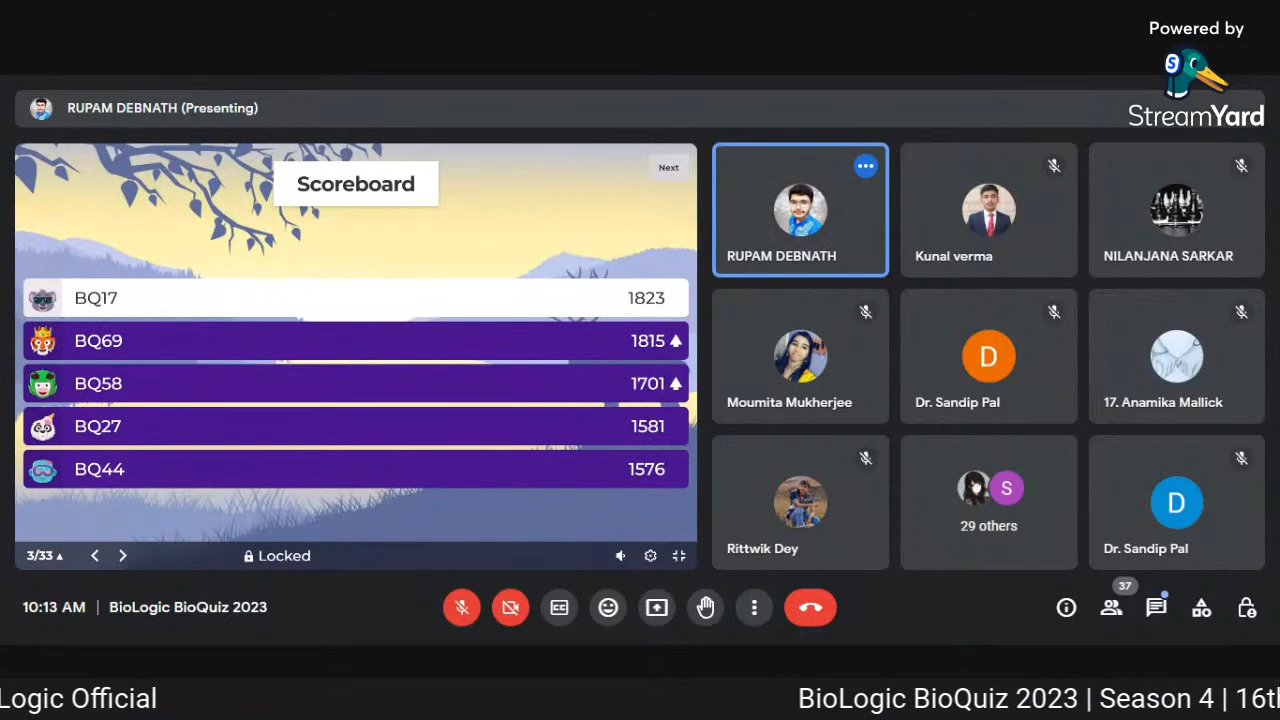 Powered by
StreamYard
RUPAM DEBNATH (Presenting)
Scoreboard
Next
BQ17 1823
BQ69 1815
BQ58 1701
BQ27 1581
BQ44 1576
3/33
Locked
RUPAM DEBNATH
Kunal verma
NILANJANA SARKAR
Moumita Mukherjee
D
Dr. Sandip Pal
17. Anamika Mallick
Rittwik Dey
S
29 others
D
Dr. Sandip Pal
10:13 AM | BioLogic BioQuiz 2023
37
Logic Official
BioLogic BioQuiz 2023 | Season 4 | 16th